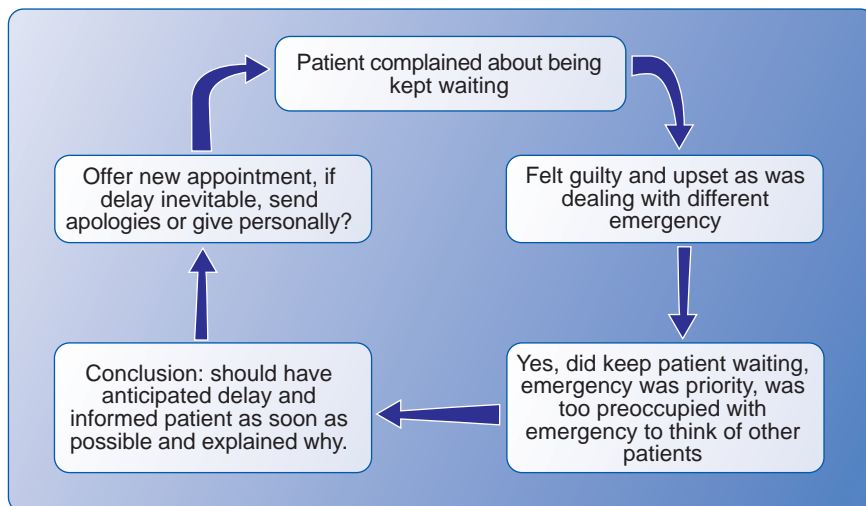 Patient complained about being
kept waiting
Felt guilty and upset as was
dealing with different
emergency
Yes, did keep patient waiting,
emergency was priority, was
too preoccupied with
emergency to think of other
patients
Conclusion: should have
anticipated delay and
informed patient as soon as
possible and explained why.
Offer new appointment, if
delay inevitable, send
apologies or give personally?